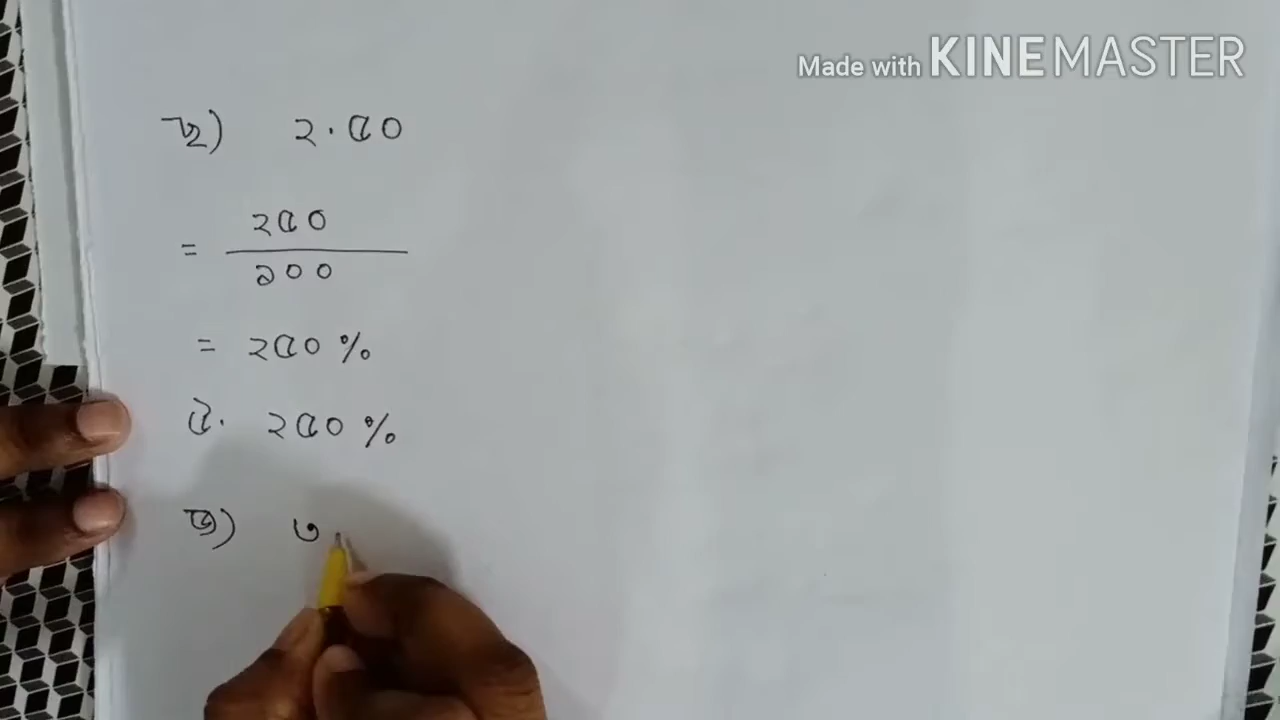 Made with KINEMASTER
ছ) ২.৫০
= ২৫০
১০০
= ২৫০ %
উ. ২৫০ %
জ) ৩